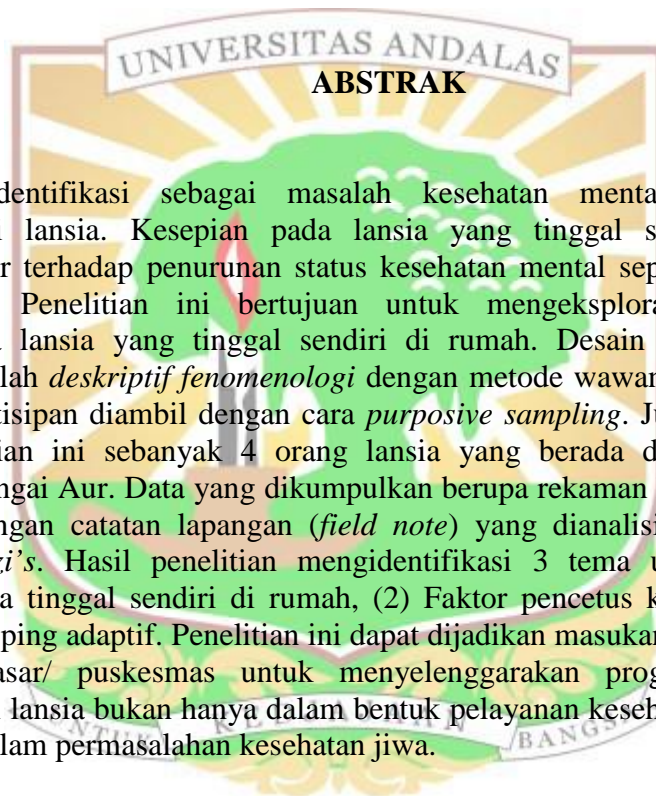 UNIVERSITAS ANDALAS
ABSTRAK
dentifikasi sebagai masalah kesehatan menta
i lansia. Kesepian pada lansia yang tinggal s
r terhadap penurunan status kesehatan mental sep
Penelitian ini bertujuan untuk mengeksplora
a lansia yang tinggal sendiri di rumah. Desain
lah deskriptif fenomenologi dengan metode wawan
tisipan diambil dengan cara purposive sampling. Ju
ian ini sebanyak 4 orang lansia yang berada d
ngai Aur. Data yang dikumpulkan berupa rekaman
ngan catatan lapangan (field note) yang dianalisi
zi's. Hasil penelitian mengidentifikasi 3 tema u
a tinggal sendiri di rumah, (2) Faktor pencetus k
ping adaptif. Penelitian ini dapat dijadikan masukan
asar/ puskesmas untuk menyelenggarakan prog
lansia bukan hanya dalam bentuk pelayanan keseh
lam permasalahan kesehatan jiwa.
UNTUK KEDJAJAAN BANGS